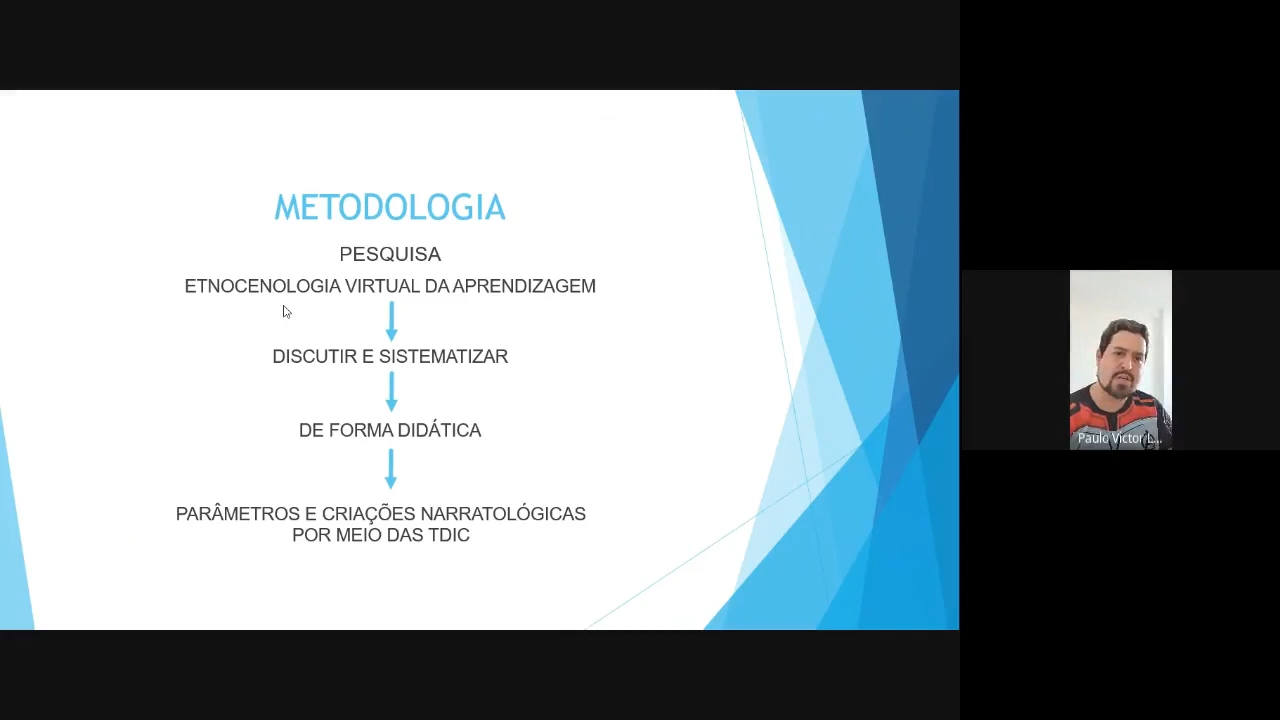 METODOLOGIA
PESQUISA
ETNOCENOLOGIA VIRTUAL DA APRENDIZAGEM
DISCUTIR E SISTEMATIZAR
DE FORMA DIDÁTICA
PARÂMETROS E CRIAÇÕES NARRATOLÓGICAS
POR MEIO DAS TDIC
Paulo Victor L...